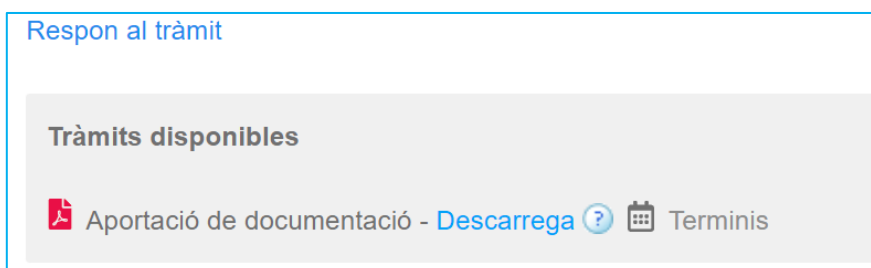 Respon al tràmit
Tràmits disponibles
Aportació de documentació - Descarrega ? Terminis